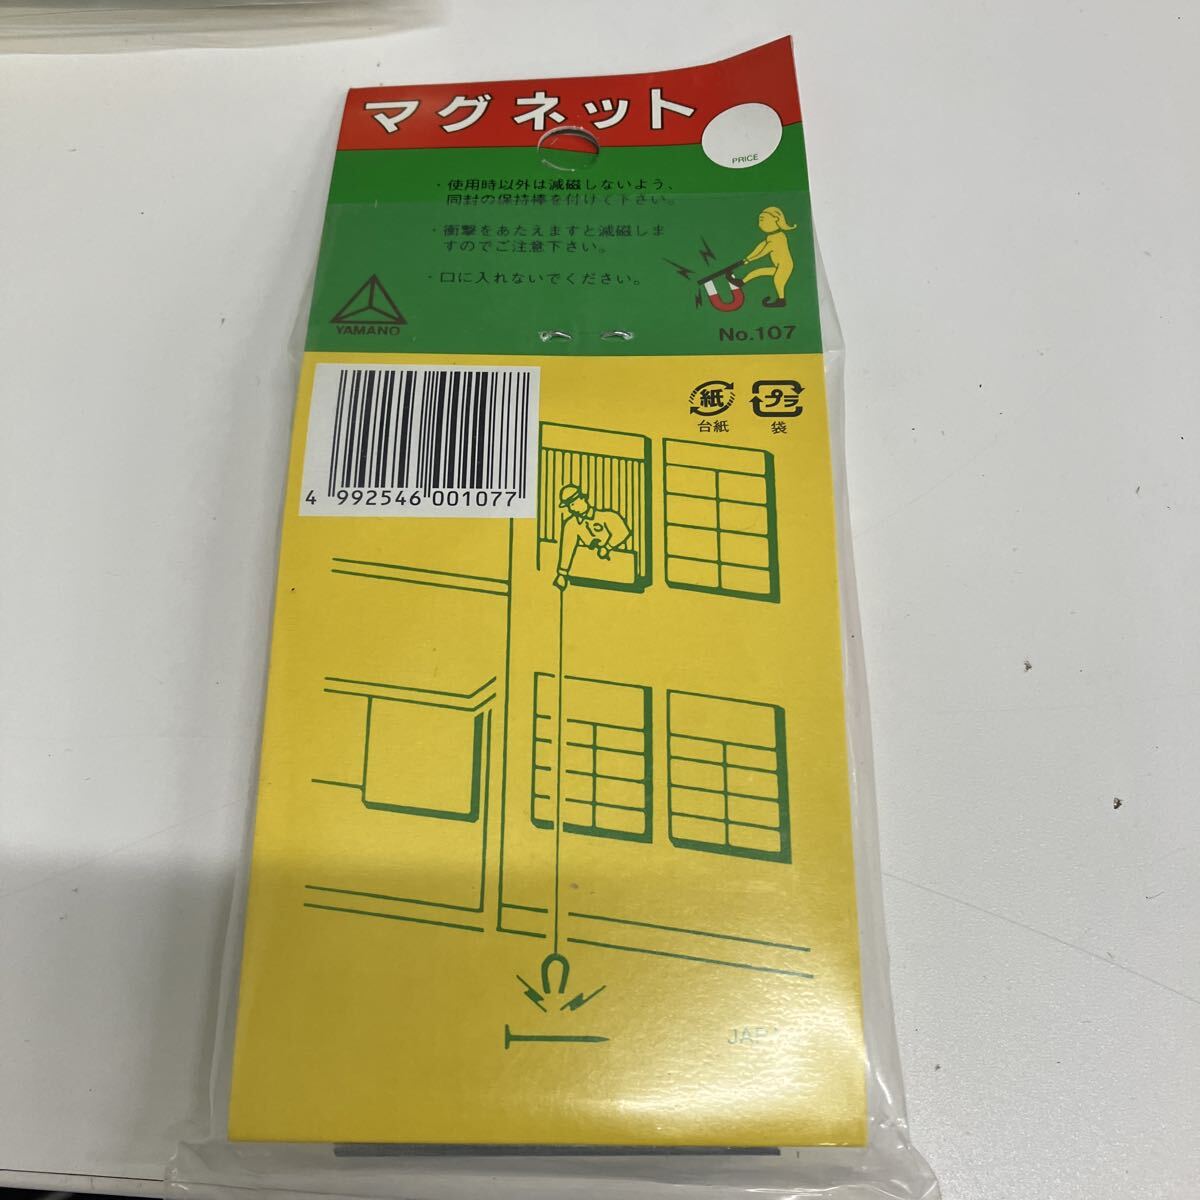 マグネット
PRICE
・使用時以外は減磁しないよう、
同封の保持棒を付けて下さい。
・衝撃をあたえますと減磁しま
すのでご注意下さい。
・口に入れないでください。
YAMANO
No.107
紙
プラ
台紙
袋
4 992546 001077